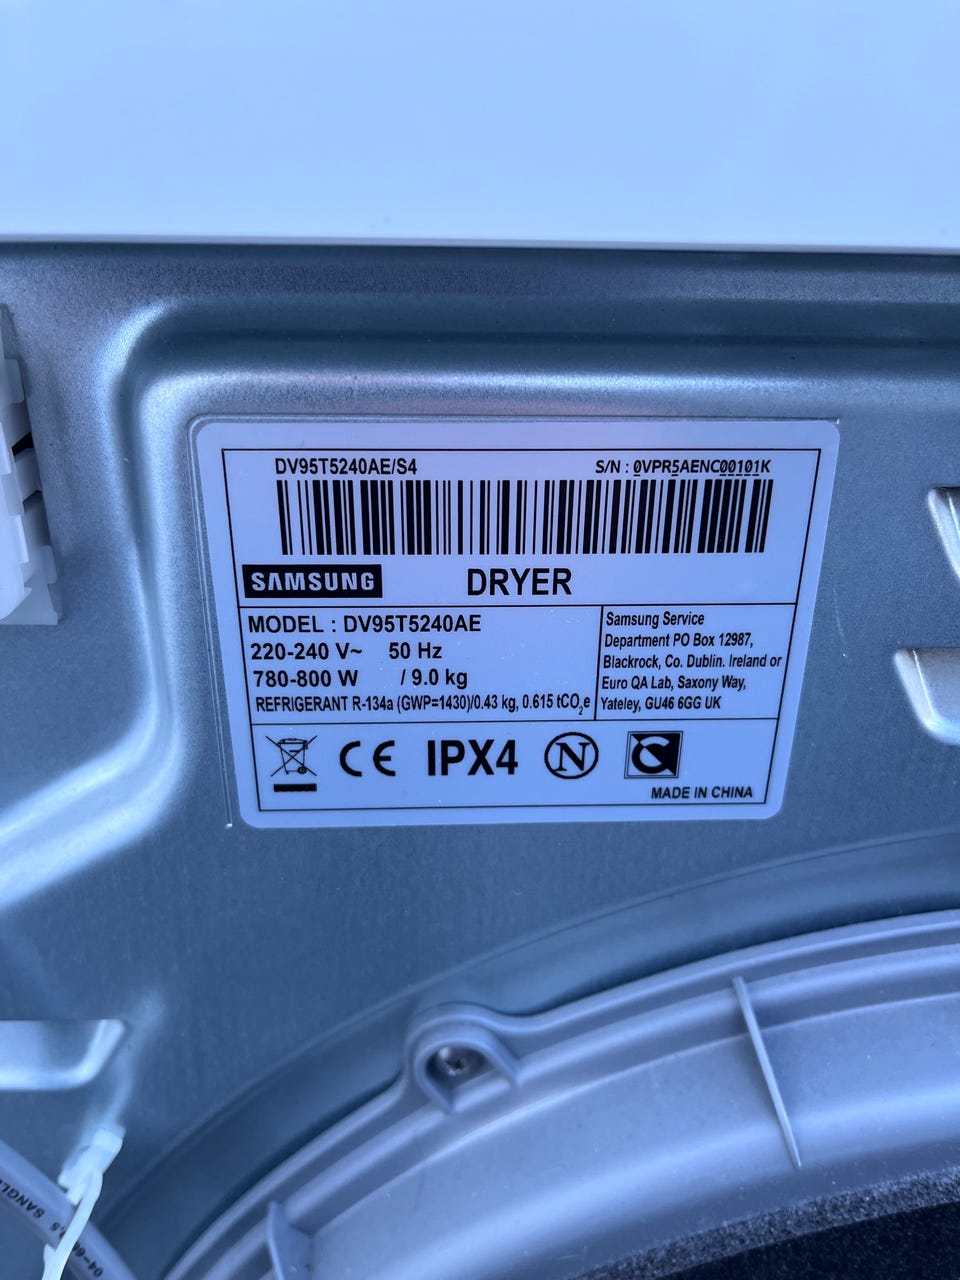 DV95T5240AE/S4
S/N : 0VPR5AENC00101K
SAMSUNG
DRYER
MODEL : DV95T5240AE
220-240 V~ 50 Hz
780-800 W / 9.0 kg
REFRIGERANT R-134a (GWP=1430)/0.43 kg, 0.615 tCO₂e
Samsung Service
Department PO Box 12987,
Blackrock, Co. Dublin. Ireland or
Euro QA Lab, Saxony Way,
Yateley, GU46 6GG UK
CE IPX4 N
MADE IN CHINA